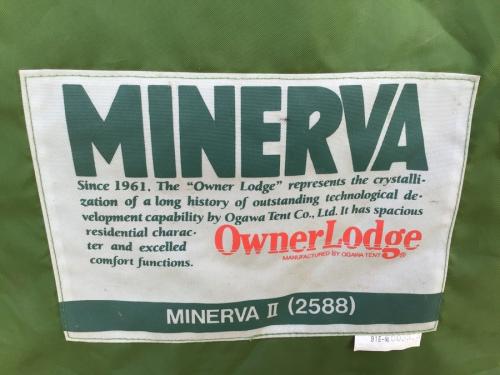 MINERVA
Since 1961. The “Owner Lodge” represents the crystalli-
zation of a long history of outstanding technological de-
velopment capability by Ogawa Tent Co., Ltd. It has spacious
residential charac-
ter and excelled
comfort functions.
OwnerLodge
MANUFACTURED BY OGAWA TENT ®
MINERVA II (2588)